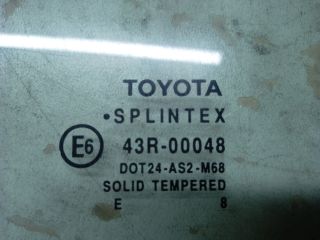 TOYOTA
•SPLINTEX
E6 43R-00048
DOT24-AS2-M68
SOLID TEMPERED
E 8